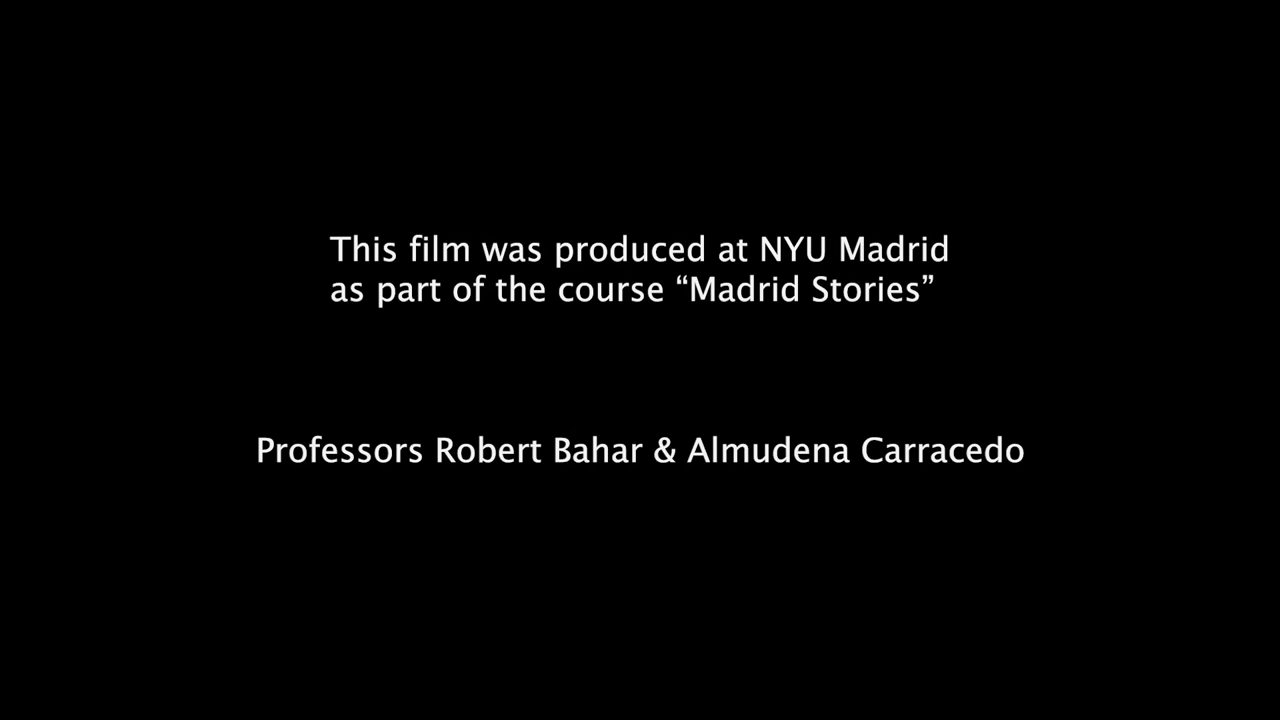 This film was produced at NYU Madrid
as part of the course “Madrid Stories”
Professors Robert Bahar & Almudena Carracedo